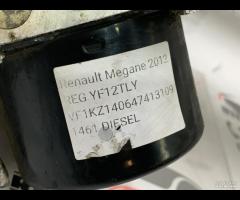 Renault Megane 2012
REG YF12TLY
VF1KZ140647413109
1461 DIESEL